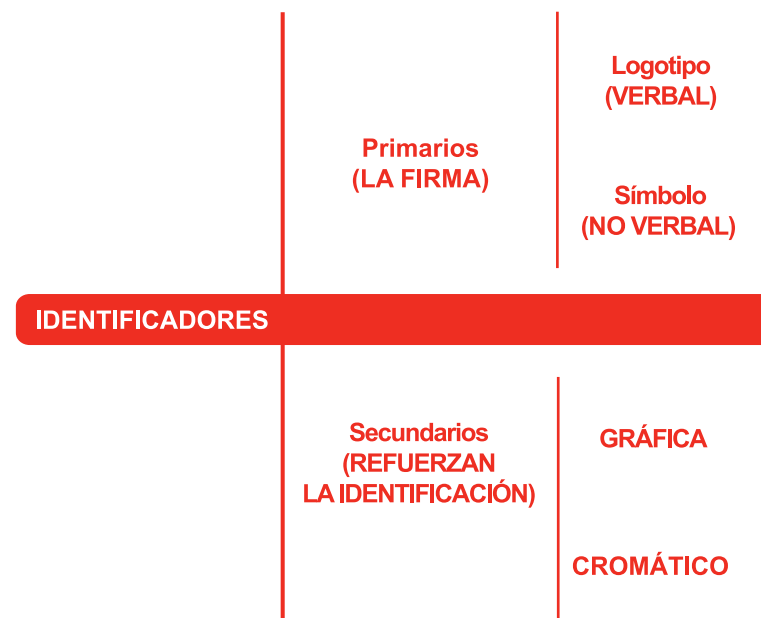 Logotipo
(VERBAL)
Primarios
(LA FIRMA)
Símbolo
(NO VERBAL)
IDENTIFICADORES
Secundarios
(REFUERZAN
LA IDENTIFICACIÓN)
GRÁFICA
CROMÁTICO